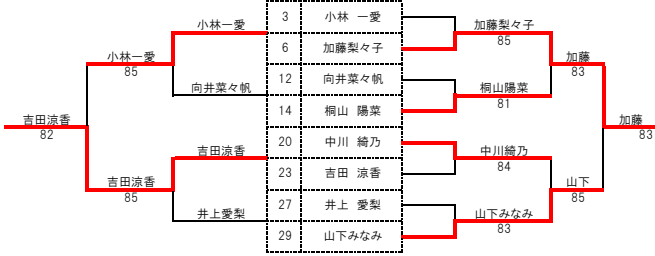 3 小林 一愛
小林一愛 加藤梨々子
6 加藤梨々子 85
小林一愛 加藤
85 12 向井菜々帆 83
向井菜々帆 桐山陽菜
14 桐山 陽菜 81
吉田涼香 加藤
82 20 中川 綺乃 83
吉田涼香 中川綺乃
23 吉田 涼香 84
吉田涼香 山下
85 27 井上 愛梨 85
井上愛梨 山下みなみ
29 山下みなみ 83